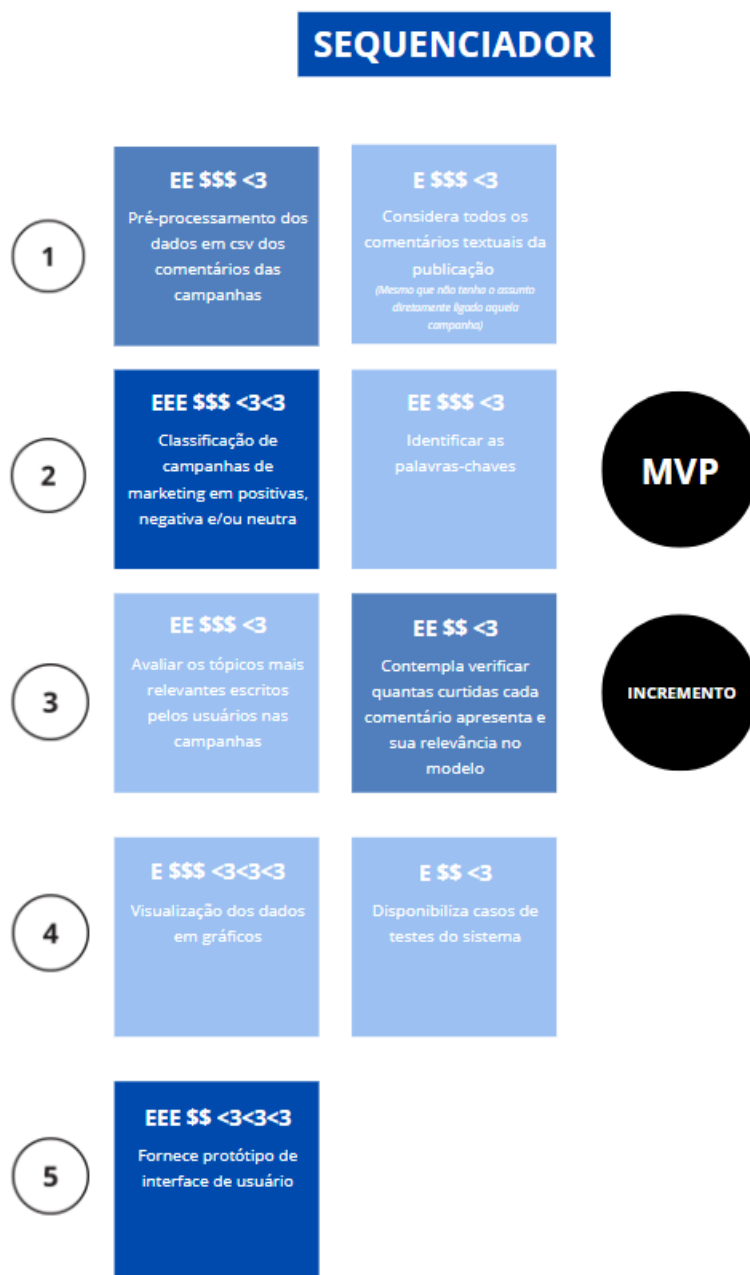 SEQUENCIADOR
1
EE $$$ <3
Pré-processamento dos
dados em csv dos
comentários das
campanhas
E $$$ <3
Considera todos os
comentários textuais da
publicação
(Mesmo que não tenha o assunto
diretamente ligado aquela
campanha)
2
EEE $$$ <3<3
Classificação de
campanhas de
marketing em positivas,
negativa e/ou neutra
EE $$$ <3
Identificar as
palavras-chaves
MVP
3
EE $$$ <3
Avaliar os tópicos mais
relevantes escritos
pelos usuários nas
campanhas
EE $$ <3
Contempla verificar
quantas curtidas cada
comentário apresenta e
sua relevância no
modelo
INCREMENTO
4
E $$$ <3<3<3
Visualização dos dados
em gráficos
E $$ <3
Disponibiliza casos de
testes do sistema
5
EEE $$ <3<3<3
Fornece protótipo de
interface de usuário